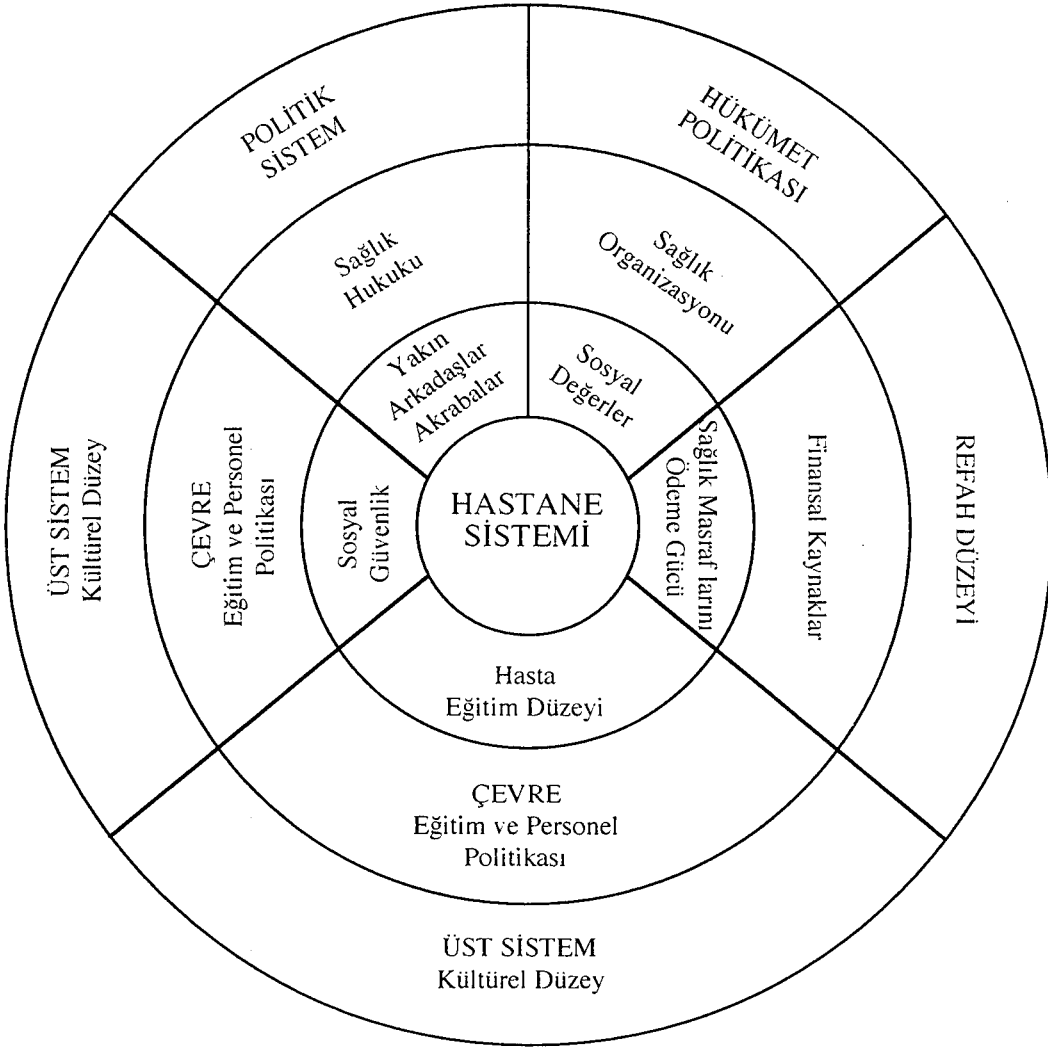 POLİTİK
SİSTEM
HÜKÜMET
POLİTİKASI
Sağlık
Hukuku
Sağlık
Organizasyonu
Yakın
Arkadaşlar
Akrabalar
Sosyal
Değerler
ÜST SİSTEM
Kültürel Düzey
ÇEVRE
Eğitim ve Personel
Politikası
Sosyal
Güvenlik
HASTANE
SİSTEMİ
Sağlık Masraf larını
Ödeme Gücü
Finansal Kaynaklar
REFAH DÜZEYİ
Hasta
Eğitim Düzeyi
ÇEVRE
Eğitim ve Personel
Politikası
ÜST SİSTEM
Kültürel Düzey